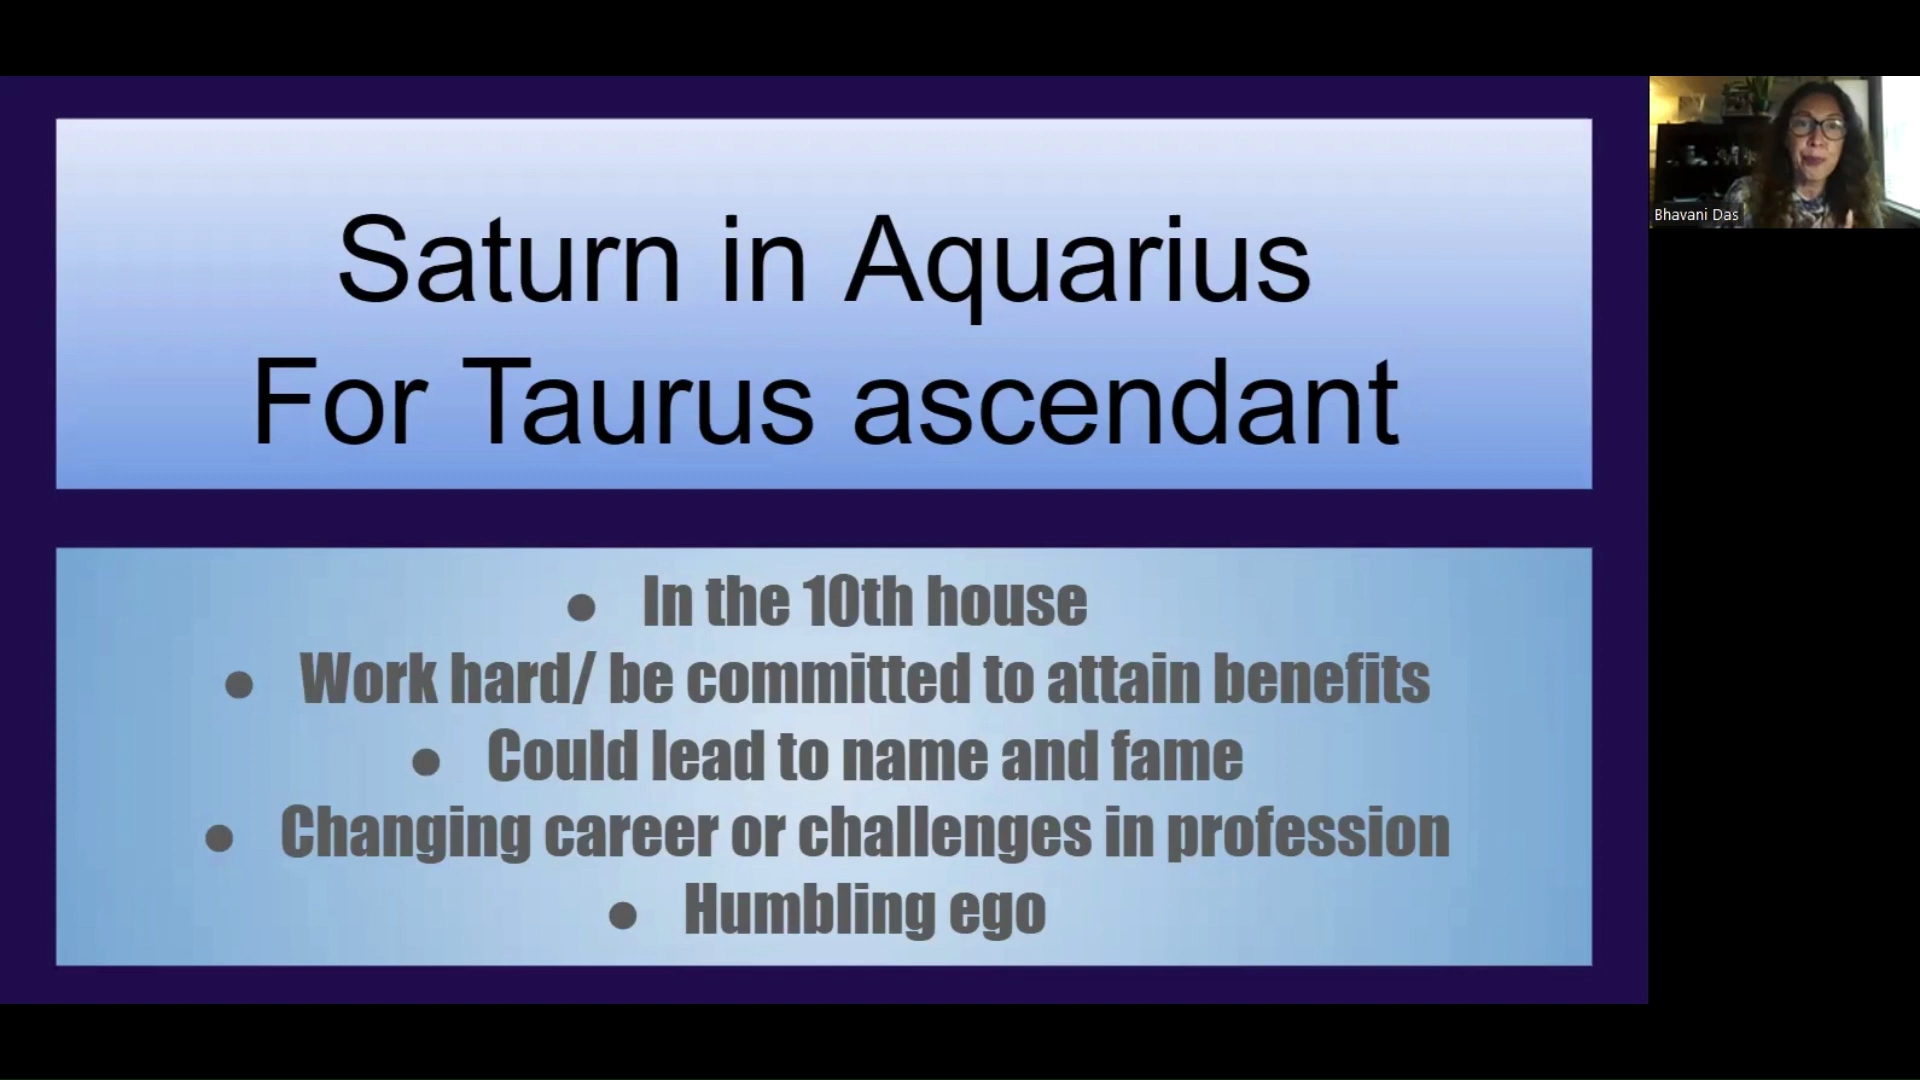 Saturn in Aquarius
For Taurus ascendant
● In the 10th house
● Work hard/ be committed to attain benefits
● Could lead to name and fame
● Changing career or challenges in profession
● Humbling ego
Bhavani Das